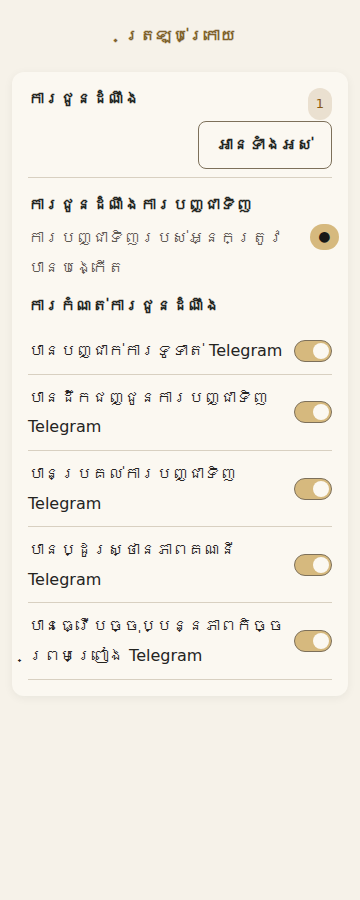 ត្រឡប់ក្រោយ
ការជូនដំណឹង
1
អានទាំងអស់
ការជូនដំណឹងការបញ្ជាទិញ
ការបញ្ជាទិញរបស់អ្នកត្រូវ
បានបង្កើត
ការកំណត់ការជូនដំណឹង
បានបញ្ជាក់ការទូទាត់ Telegram
បានដឹកជញ្ជូនការបញ្ជាទិញ
Telegram
បានប្រគល់ការបញ្ជាទិញ
Telegram
បានប្ដូរស្ថានភាពគណនី
Telegram
បានធ្វើបច្ចុប្បន្នភាពកិច្ច
ព្រមព្រៀង Telegram